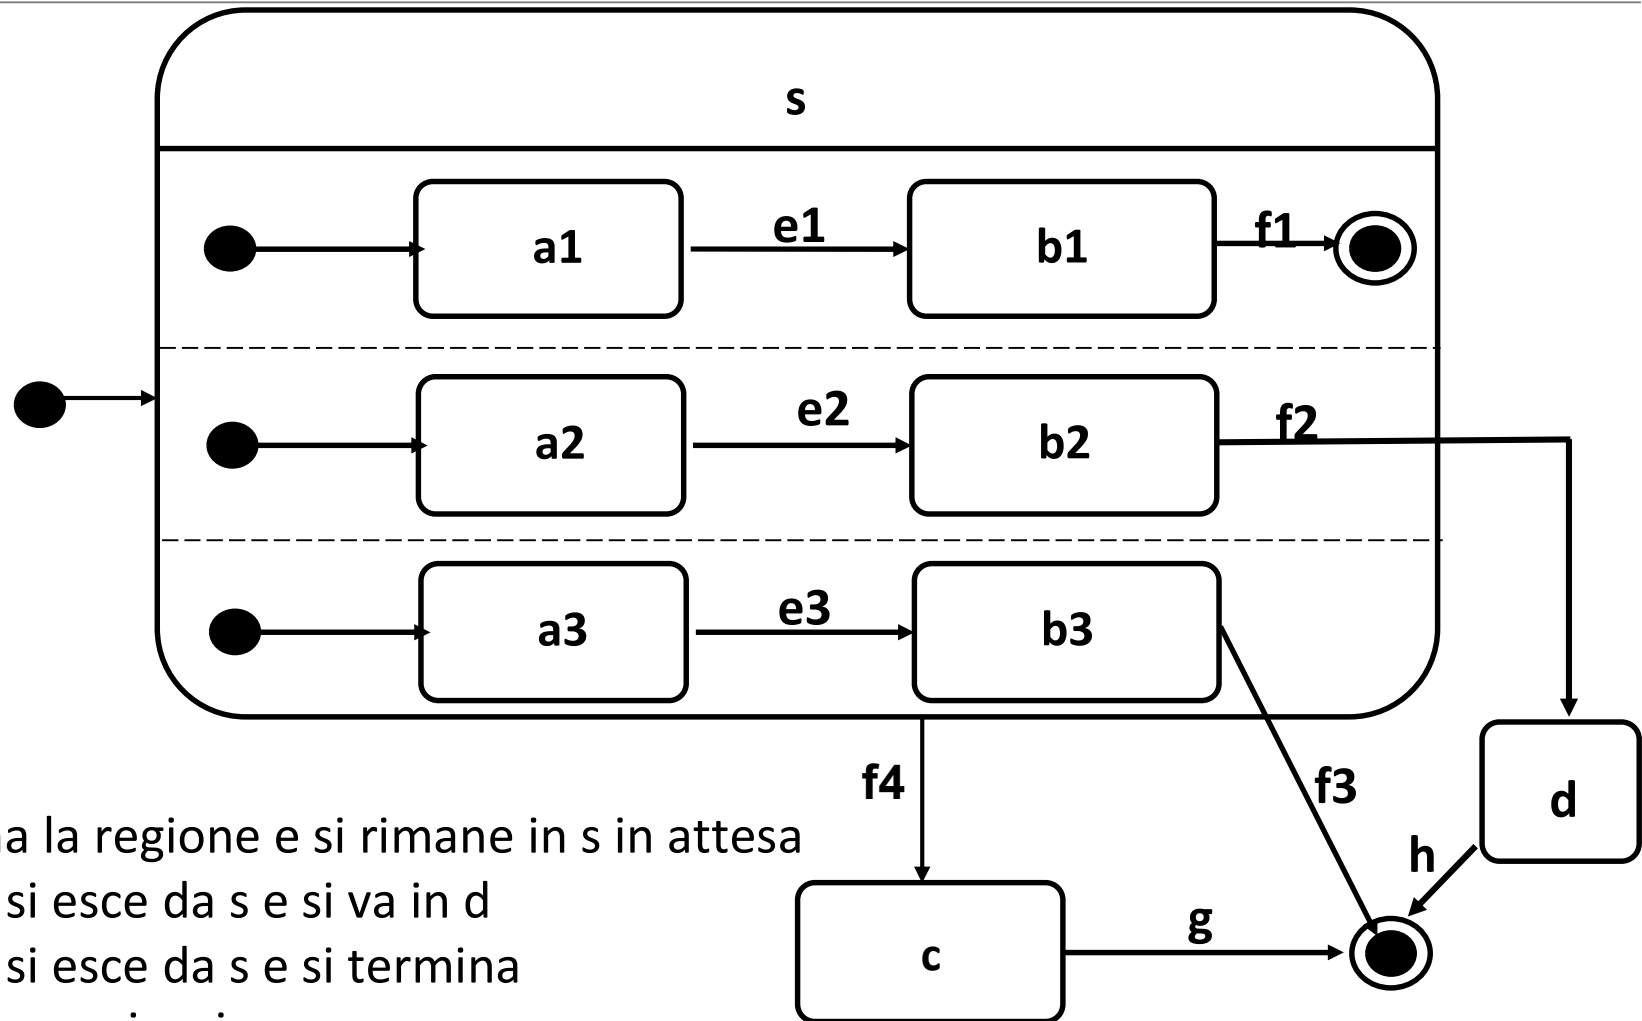 s
a1 e1 b1 f1
a2 e2 b2 f2
a3 e3 b3
f4 f3 d
la regione e si rimane in s in attesa
h
si esce da s e si va in d
g
c
si esce da s e si termina